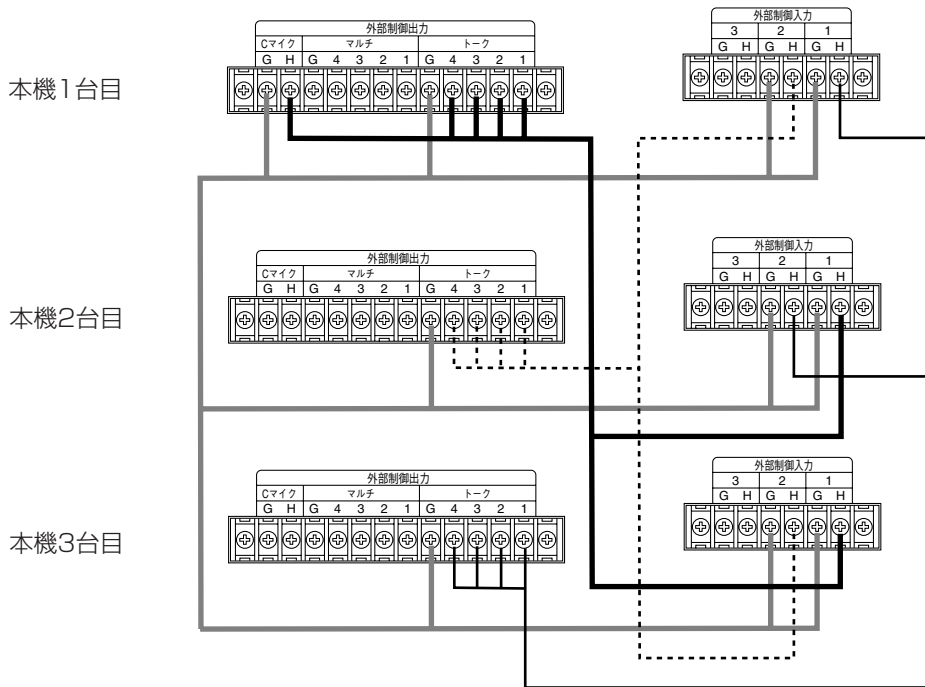 外部制御出力
Cマイク マルチ トーク
G H G 4 3 2 1 G 4 3 2 1
外部制御入力
3 2 1
G H G H G H
本機1台目
外部制御出力
Cマイク マルチ トーク
G H G 4 3 2 1 G 4 3 2 1
外部制御入力
3 2 1
G H G H G H
本機2台目
外部制御出力
Cマイク マルチ トーク
G H G 4 3 2 1 G 4 3 2 1
外部制御入力
3 2 1
G H G H G H
本機3台目